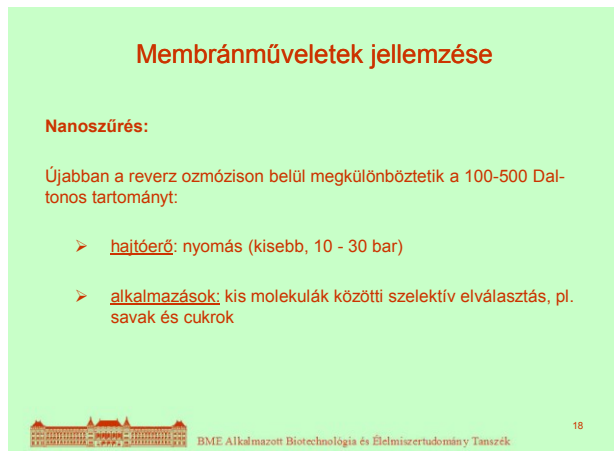 Membránműveletek jellemzése
Nanoszűrés:
Újabban a reverz ozmózison belül megkülönböztetik a 100-500 Dal-
tonos tartományt:
➢ hajtóerő: nyomás (kisebb, 10 - 30 bar)
➢ alkalmazások: kis molekulák közötti szelektív elválasztás, pl.
savak és cukrok
BME Alkalmazott Biotechnológia és Élelmiszertudomány Tanszék
18